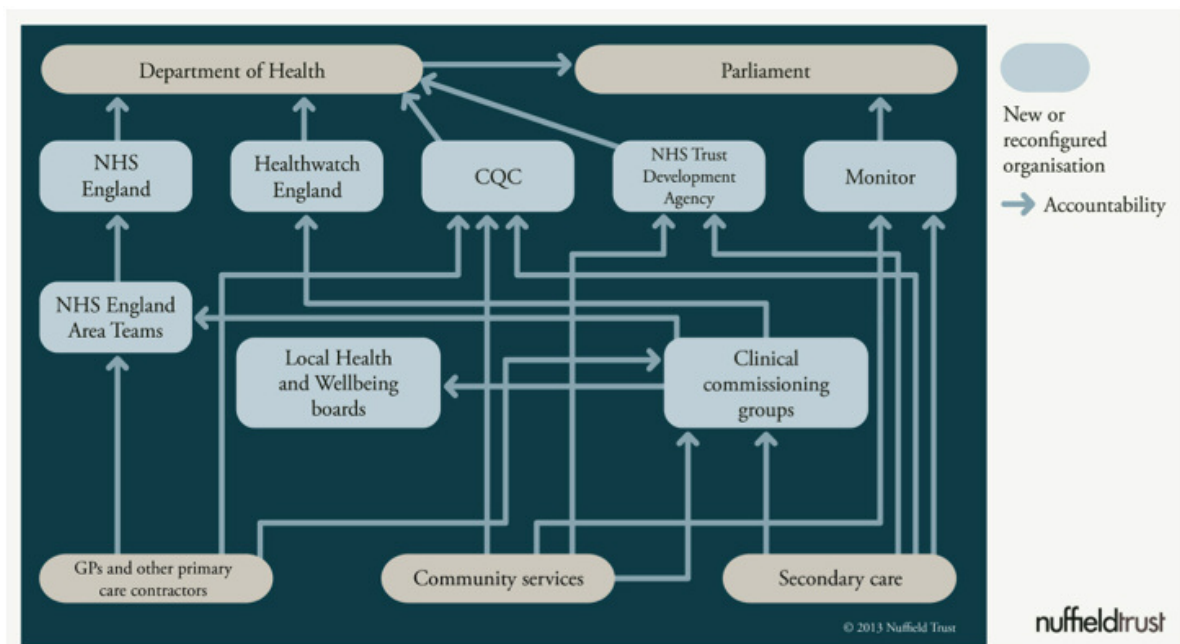 Department of Health
Parliament
New or
reconfigured
organisation
Accountability
NHS
England
Healthwatch
England
CQC
NHS Trust
Development
Agency
Monitor
NHS England
Area Teams
Local Health
and Wellbeing
boards
Clinical
commissioning
groups
GPs and other primary
care contractors
Community services
Secondary care
© 2013 Nuffield Trust
nuffieldtrust